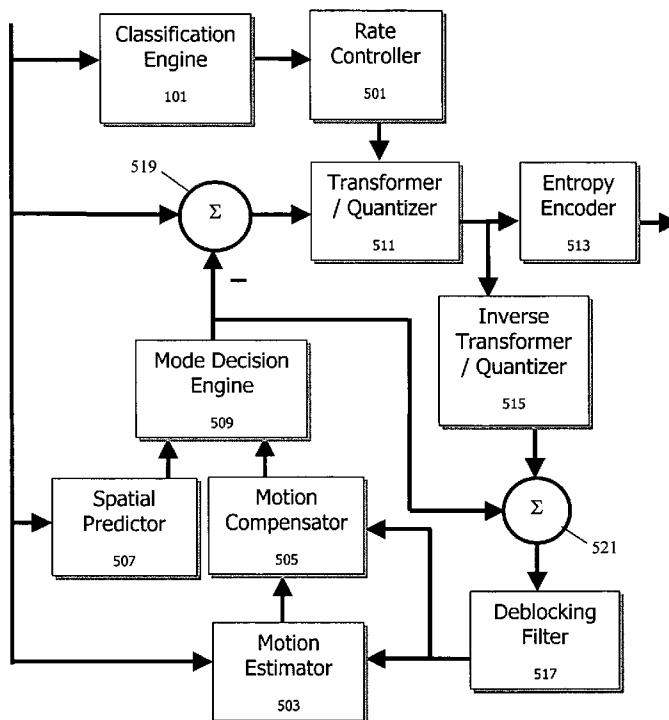 Classification
Engine
101
Rate
Controller
501
519
Σ
Transformer
/ Quantizer
511
Entropy
Encoder
513
–
Mode Decision
Engine
509
Inverse
Transformer
/ Quantizer
515
Spatial
Predictor
507
Motion
Compensator
505
Σ
521
Motion
Estimator
503
Deblocking
Filter
517